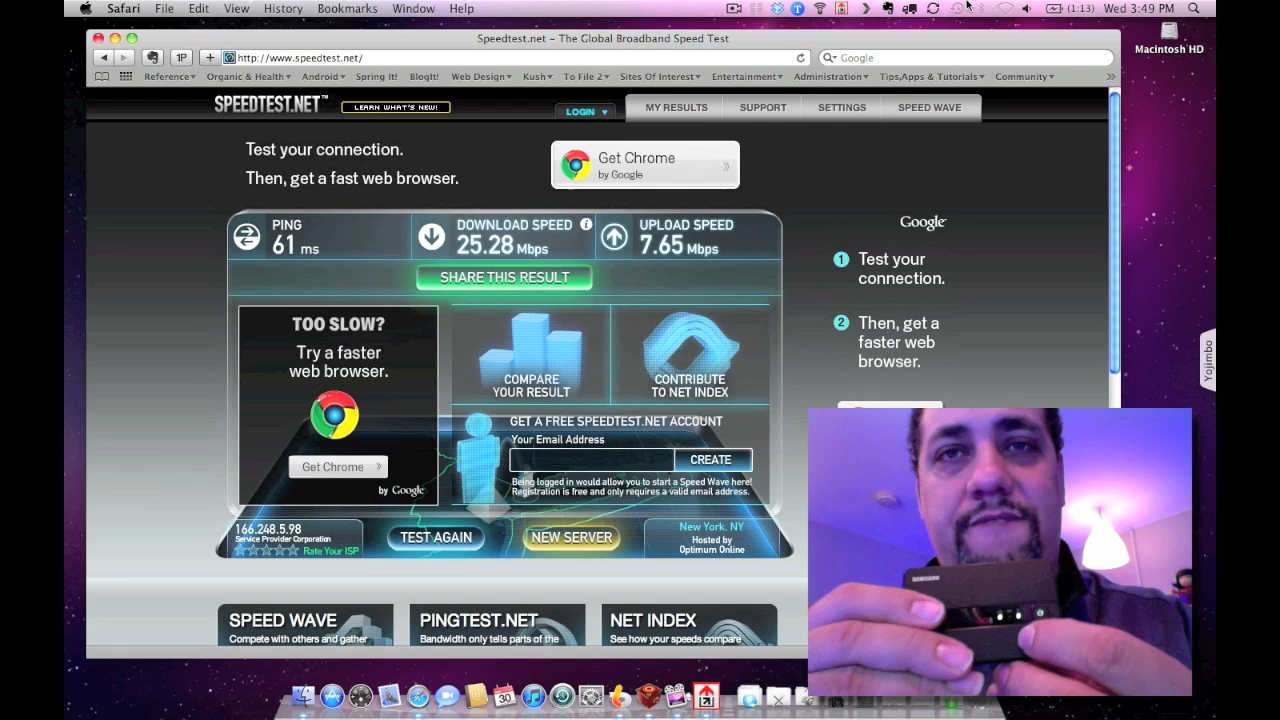 Safari File Edit View History Bookmarks Window Help
(1:13) Wed 3:49 PM
Macintosh HD
Speedtest.net – The Global Broadband Speed Test
1P + http://www.speedtest.net/
Google
Reference Organic & Health Android Spring It! BlogIt! Web Design Kush To File 2 Sites Of Interest Entertainment Administration Tips,Apps & Tutorials Community
SPEEDTEST.NET™
LEARN WHAT'S NEW!
LOGIN
MY RESULTS SUPPORT SETTINGS SPEED WAVE
Test your connection.
Then, get a fast web browser.
Get Chrome
by Google
PING
61 ms
DOWNLOAD SPEED
25.28 Mbps
UPLOAD SPEED
7.65 Mbps
SHARE THIS RESULT
Google
1 Test your
connection.
2 Then, get a
faster web
browser.
TOO SLOW?
Try a faster
web browser.
Get Chrome
by Google
COMPARE
YOUR RESULT
CONTRIBUTE
TO NET INDEX
GET A FREE SPEEDTEST.NET ACCOUNT
Your Email Address
CREATE
Being logged in would allow you to start a Speed Wave here!
Registration is free and only requires a valid email address.
166.248.5.98
Service Provider Corporation
Rate Your ISP
TEST AGAIN
NEW SERVER
New York, NY
Hosted by
Optimum Online
SPEED WAVE
Compete with others and gather
PINGTEST.NET
Bandwidth only tells parts of the
NET INDEX
See how your speeds compare
Yojimbo
SAMSUNG
30